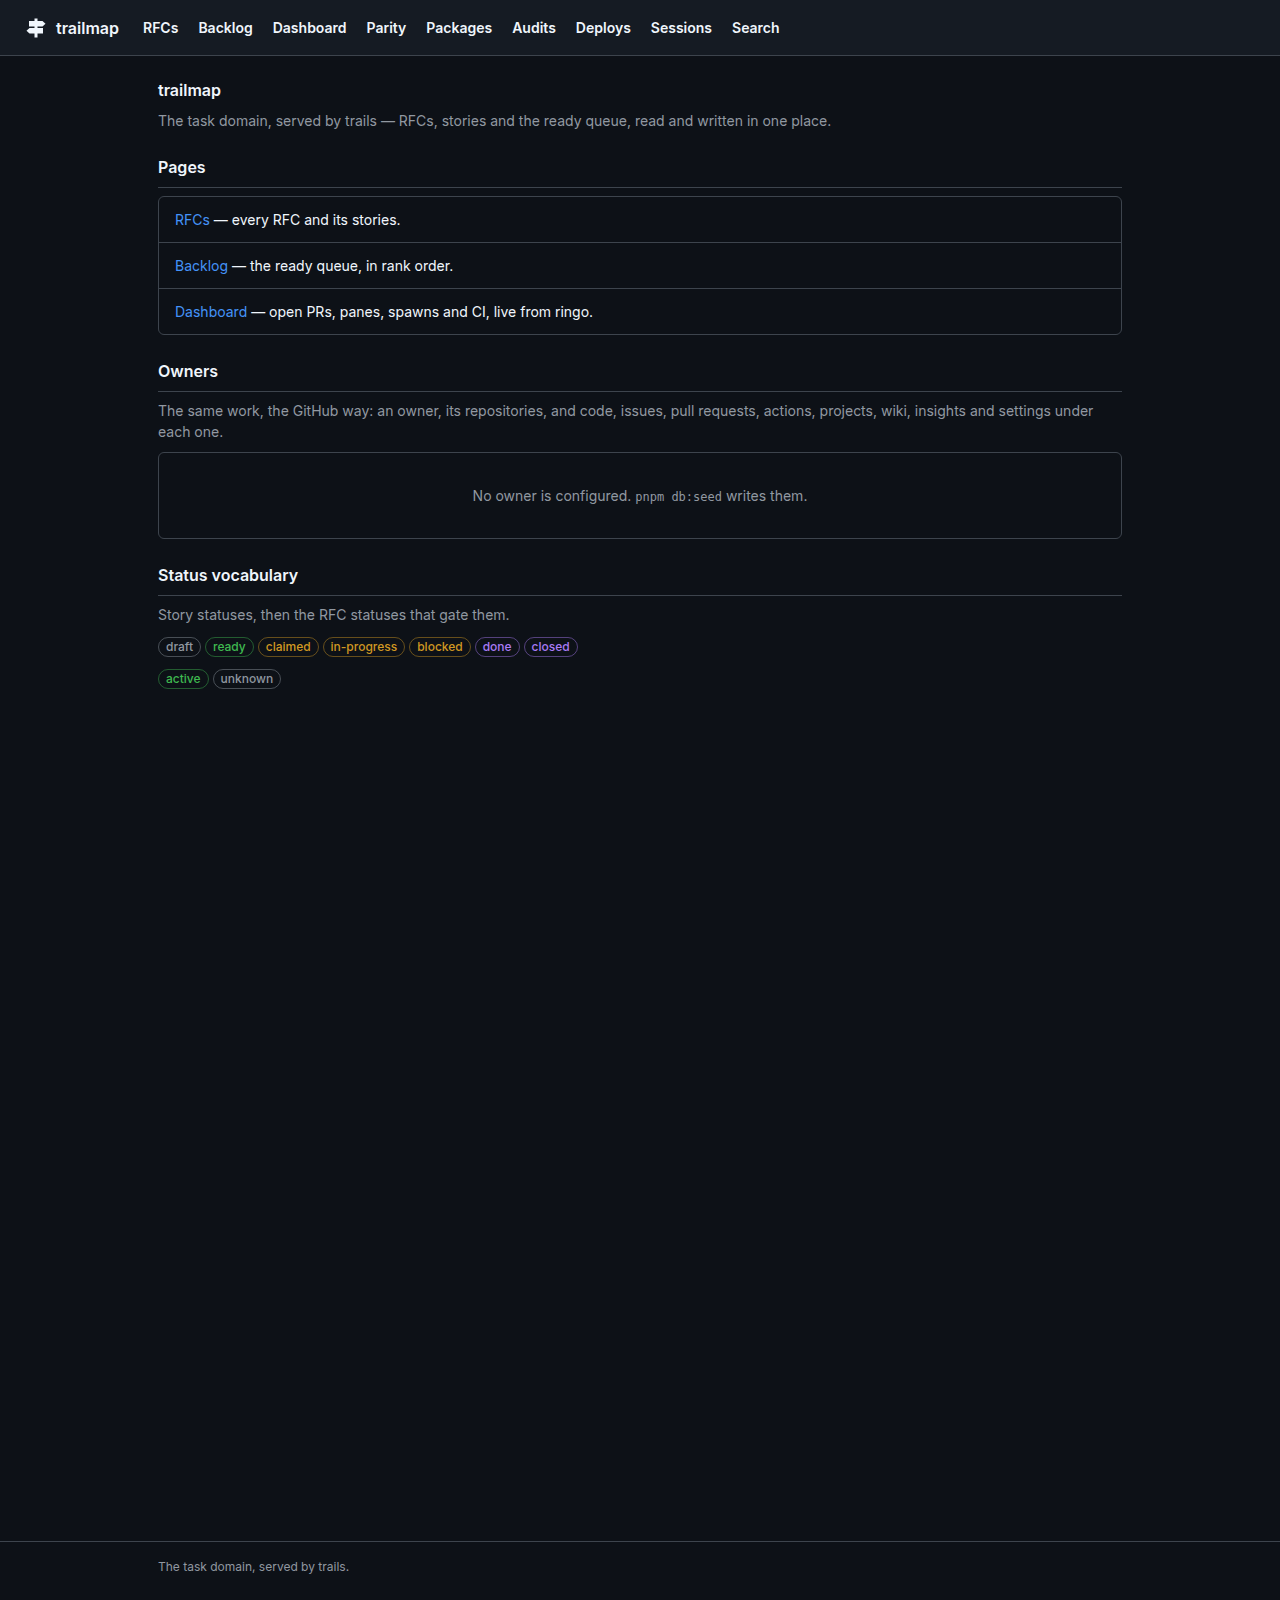 trailmap RFCs Backlog Dashboard Parity Packages Audits Deploys Sessions Search
trailmap
The task domain, served by trails — RFCs, stories and the ready queue, read and written in one place.
Pages
RFCs — every RFC and its stories.
Backlog — the ready queue, in rank order.
Dashboard — open PRs, panes, spawns and CI, live from ringo.
Owners
The same work, the GitHub way: an owner, its repositories, and code, issues, pull requests, actions, projects, wiki, insights and settings under
each one.
No owner is configured. pnpm db:seed writes them.
Status vocabulary
Story statuses, then the RFC statuses that gate them.
draft ready claimed in-progress blocked done closed
active unknown
The task domain, served by trails.